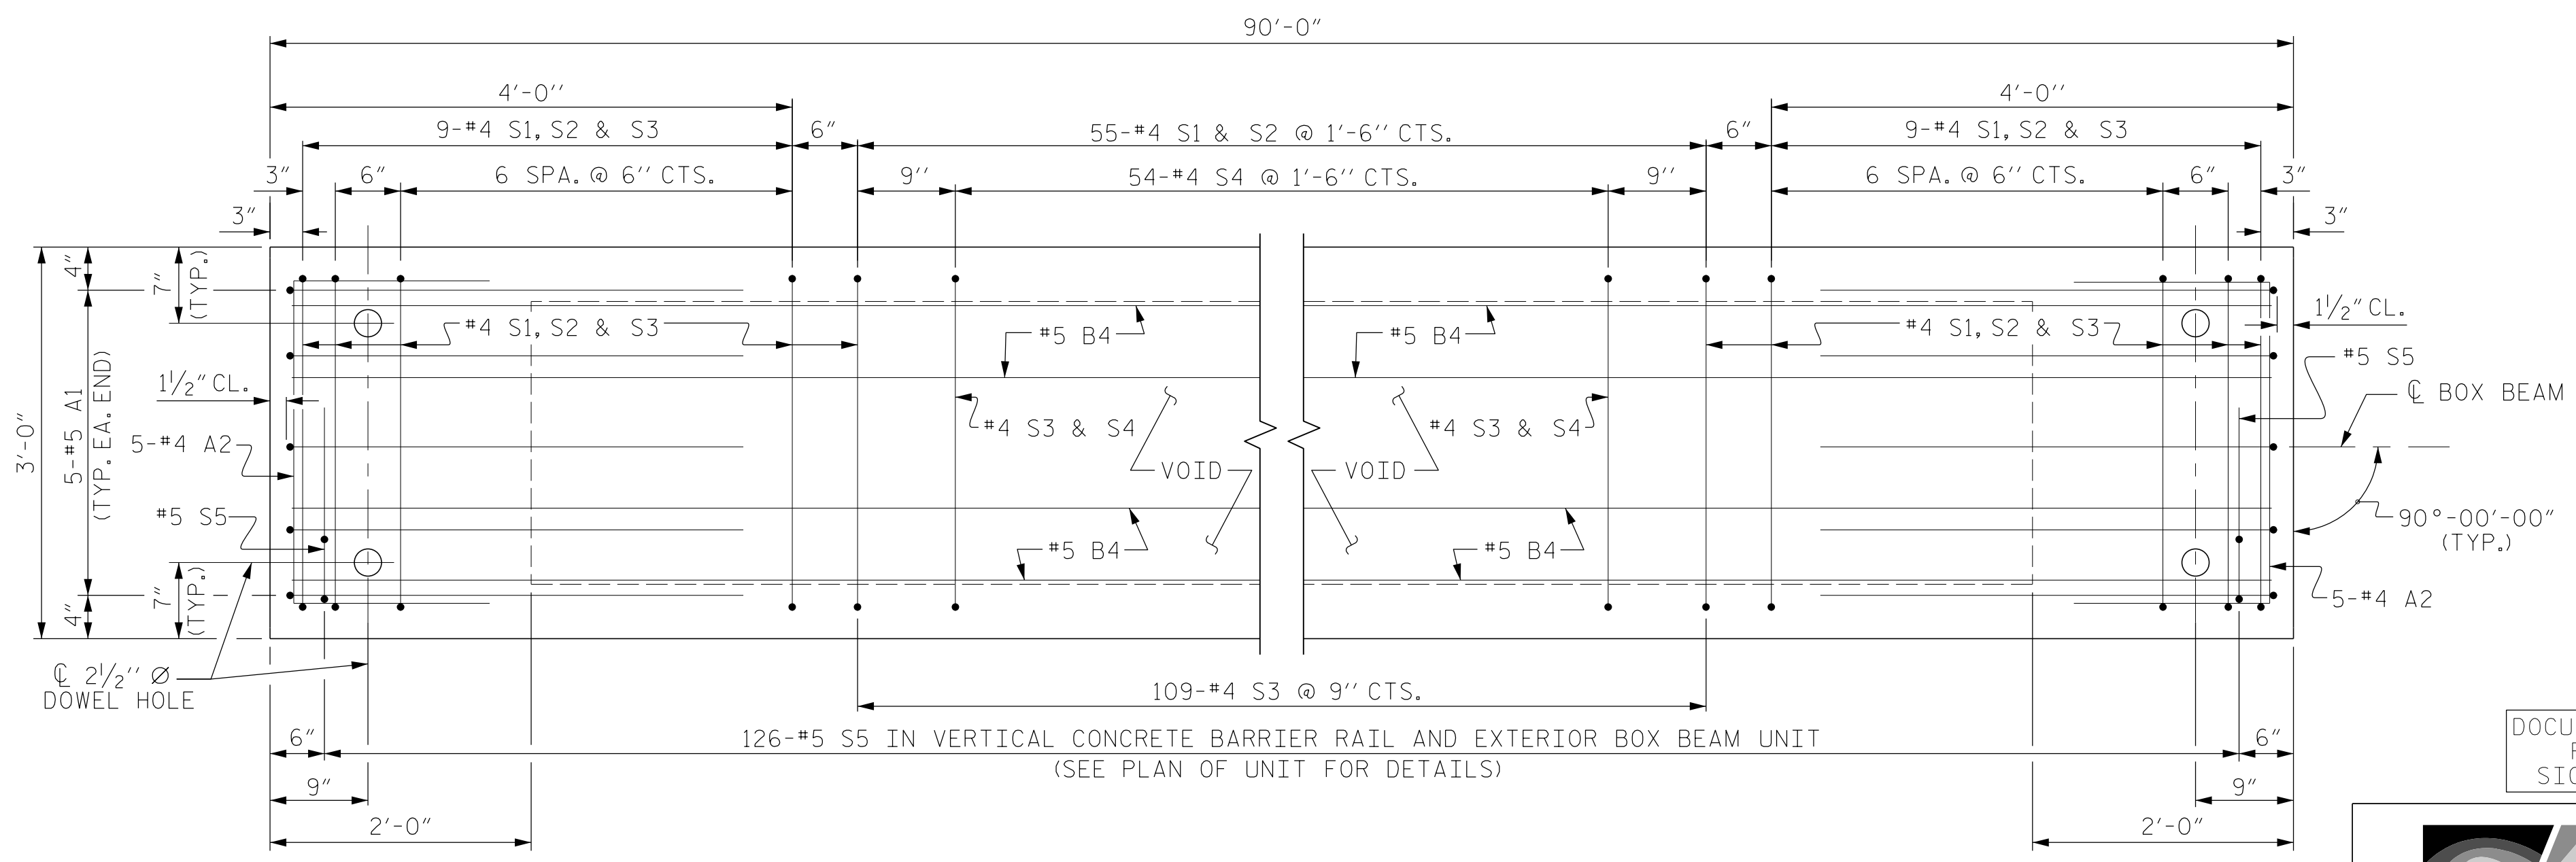 90'-0"
4'-0"
4'-0"
9-#4 S1, S2 & S3
6"
55-#4 S1 & S2 @ 1'-6" CTS.
6"
9-#4 S1, S2 & S3
3"
6"
6 SPA. @ 6" CTS.
9"
54-#4 S4 @ 1'-6" CTS.
9"
6 SPA. @ 6" CTS.
6"
3"
3"
3"
4"
7"
(TYP.)
#4 S1, S2 & S3
#5 B4
#5 B4
#4 S1, S2 & S3
1½" CL.
#5 S5
℄ BOX BEAM
3'-0"
5-#5 A1
(TYP. EA. END)
1½" CL.
5-#4 A2
#4 S3 & S4
#4 S3 & S4
VOID
VOID
#5 S5
#5 B4
#5 B4
90°-00'-00"
(TYP.)
4"
7"
(TYP.)
5-#4 A2
℄ 2½" Ø
DOWEL HOLE
109-#4 S3 @ 9" CTS.
6"
126-#5 S5 IN VERTICAL CONCRETE BARRIER RAIL AND EXTERIOR BOX BEAM UNIT
(SEE PLAN OF UNIT FOR DETAILS)
6"
9"
9"
2'-0"
2'-0"
DOCU
SIG